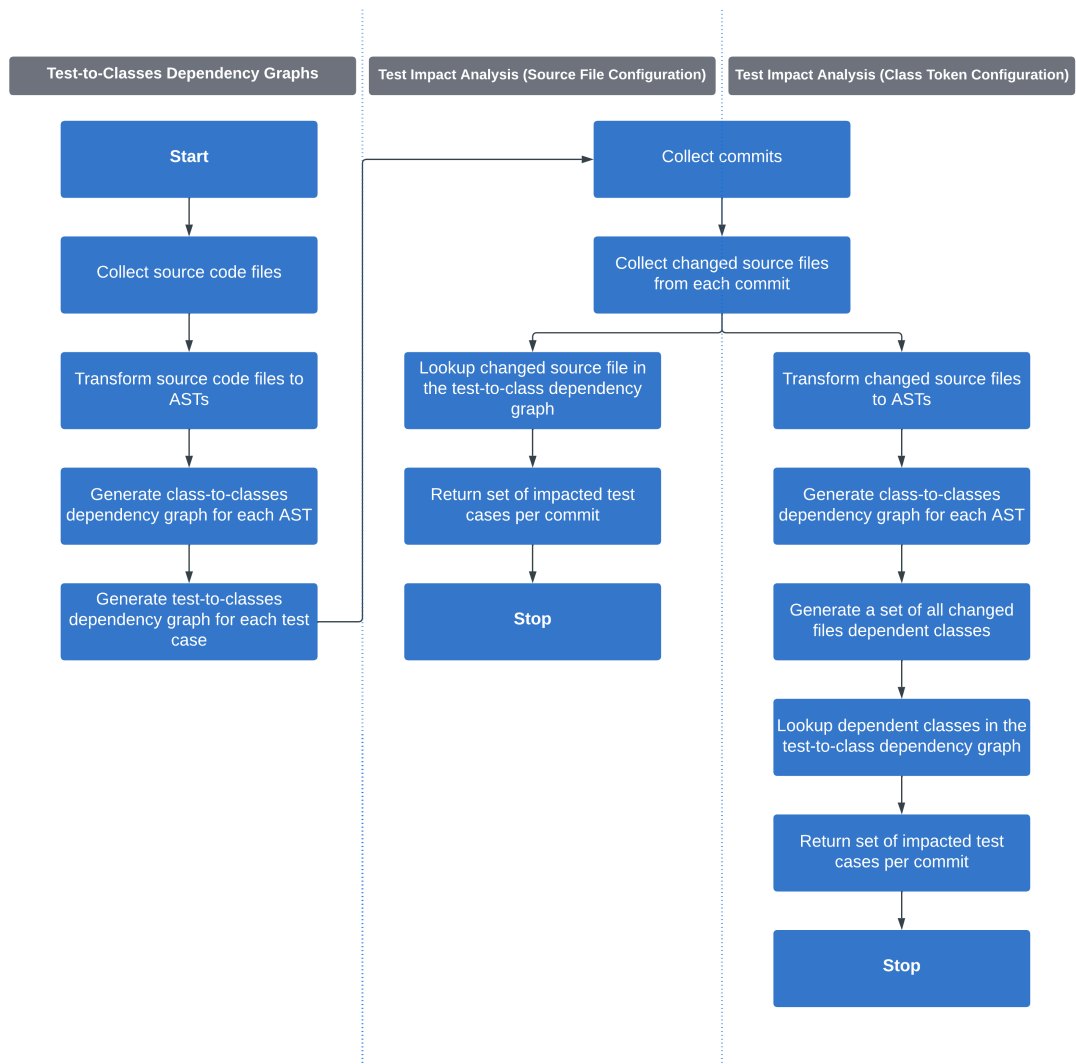 Test-to-Classes Dependency Graphs
Test Impact Analysis (Source File Configuration)
Test Impact Analysis (Class Token Configuration)
Start
Collect source code files
Transform source code files to
ASTs
Generate class-to-classes
dependency graph for each AST
Generate test-to-classes
dependency graph for each test
case
Collect commits
Collect changed source files
from each commit
Lookup changed source file in
the test-to-class dependency
graph
Return set of impacted test
cases per commit
Stop
Transform changed source files
to ASTs
Generate class-to-classes
dependency graph for each AST
Generate a set of all changed
files dependent classes
Lookup dependent classes in the
test-to-class dependency graph
Return set of impacted test
cases per commit
Stop